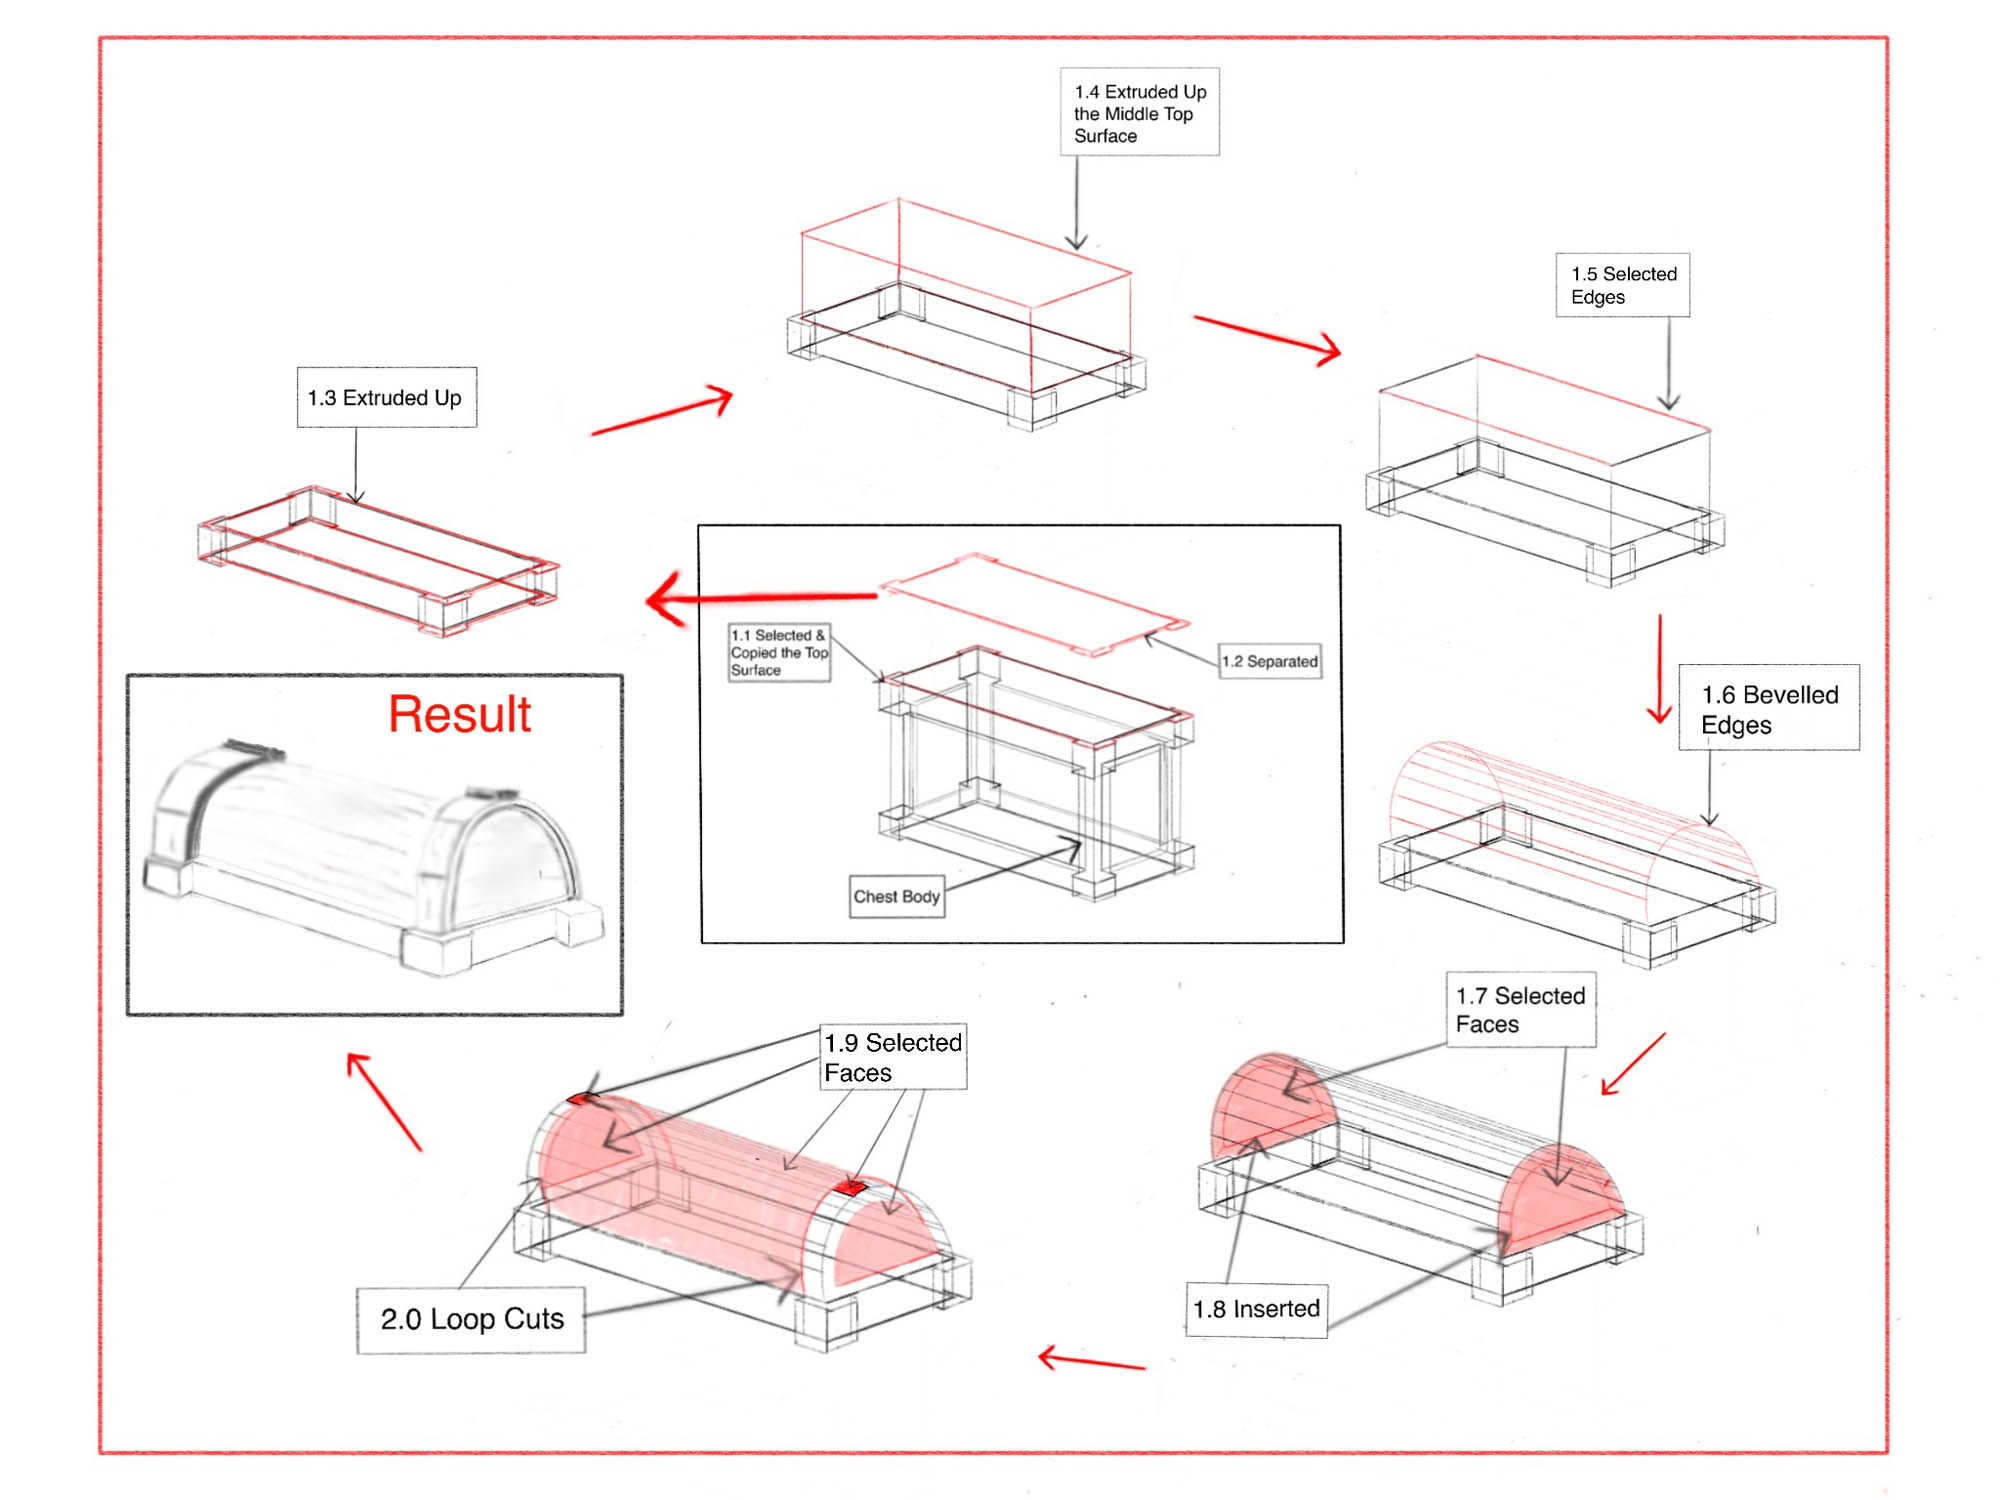 1.1 Selected &
Copied the Top
Surface
1.2 Separated
Chest Body
1.3 Extruded Up
1.4 Extruded Up
the Middle Top
Surface
1.5 Selected
Edges
1.6 Bevelled
Edges
1.7 Selected
Faces
1.8 Inserted
1.9 Selected
Faces
2.0 Loop Cuts
Result